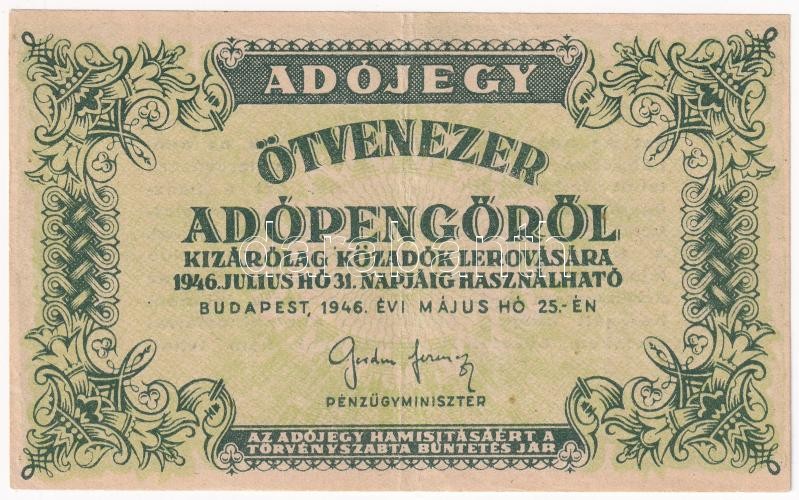 ADÓJEGY
ÖTVENEZER
ADÓPENGŐRŐL
KIZÁRÓLAG KÖZADÓK LEROVÁSÁRA
1946. JULIUS HÓ 31. NAPJÁIG HASZNÁLHATÓ
BUDAPEST, 1946. ÉVI MÁJUS HÓ 25.-ÉN
Gordon Ferenc
PÉNZÜGYMINISZTER
AZ ADÓJEGY HAMISITÁSÁÉRT A
TÖRVÉNYSZABTA BÜNTETÉS JÁR